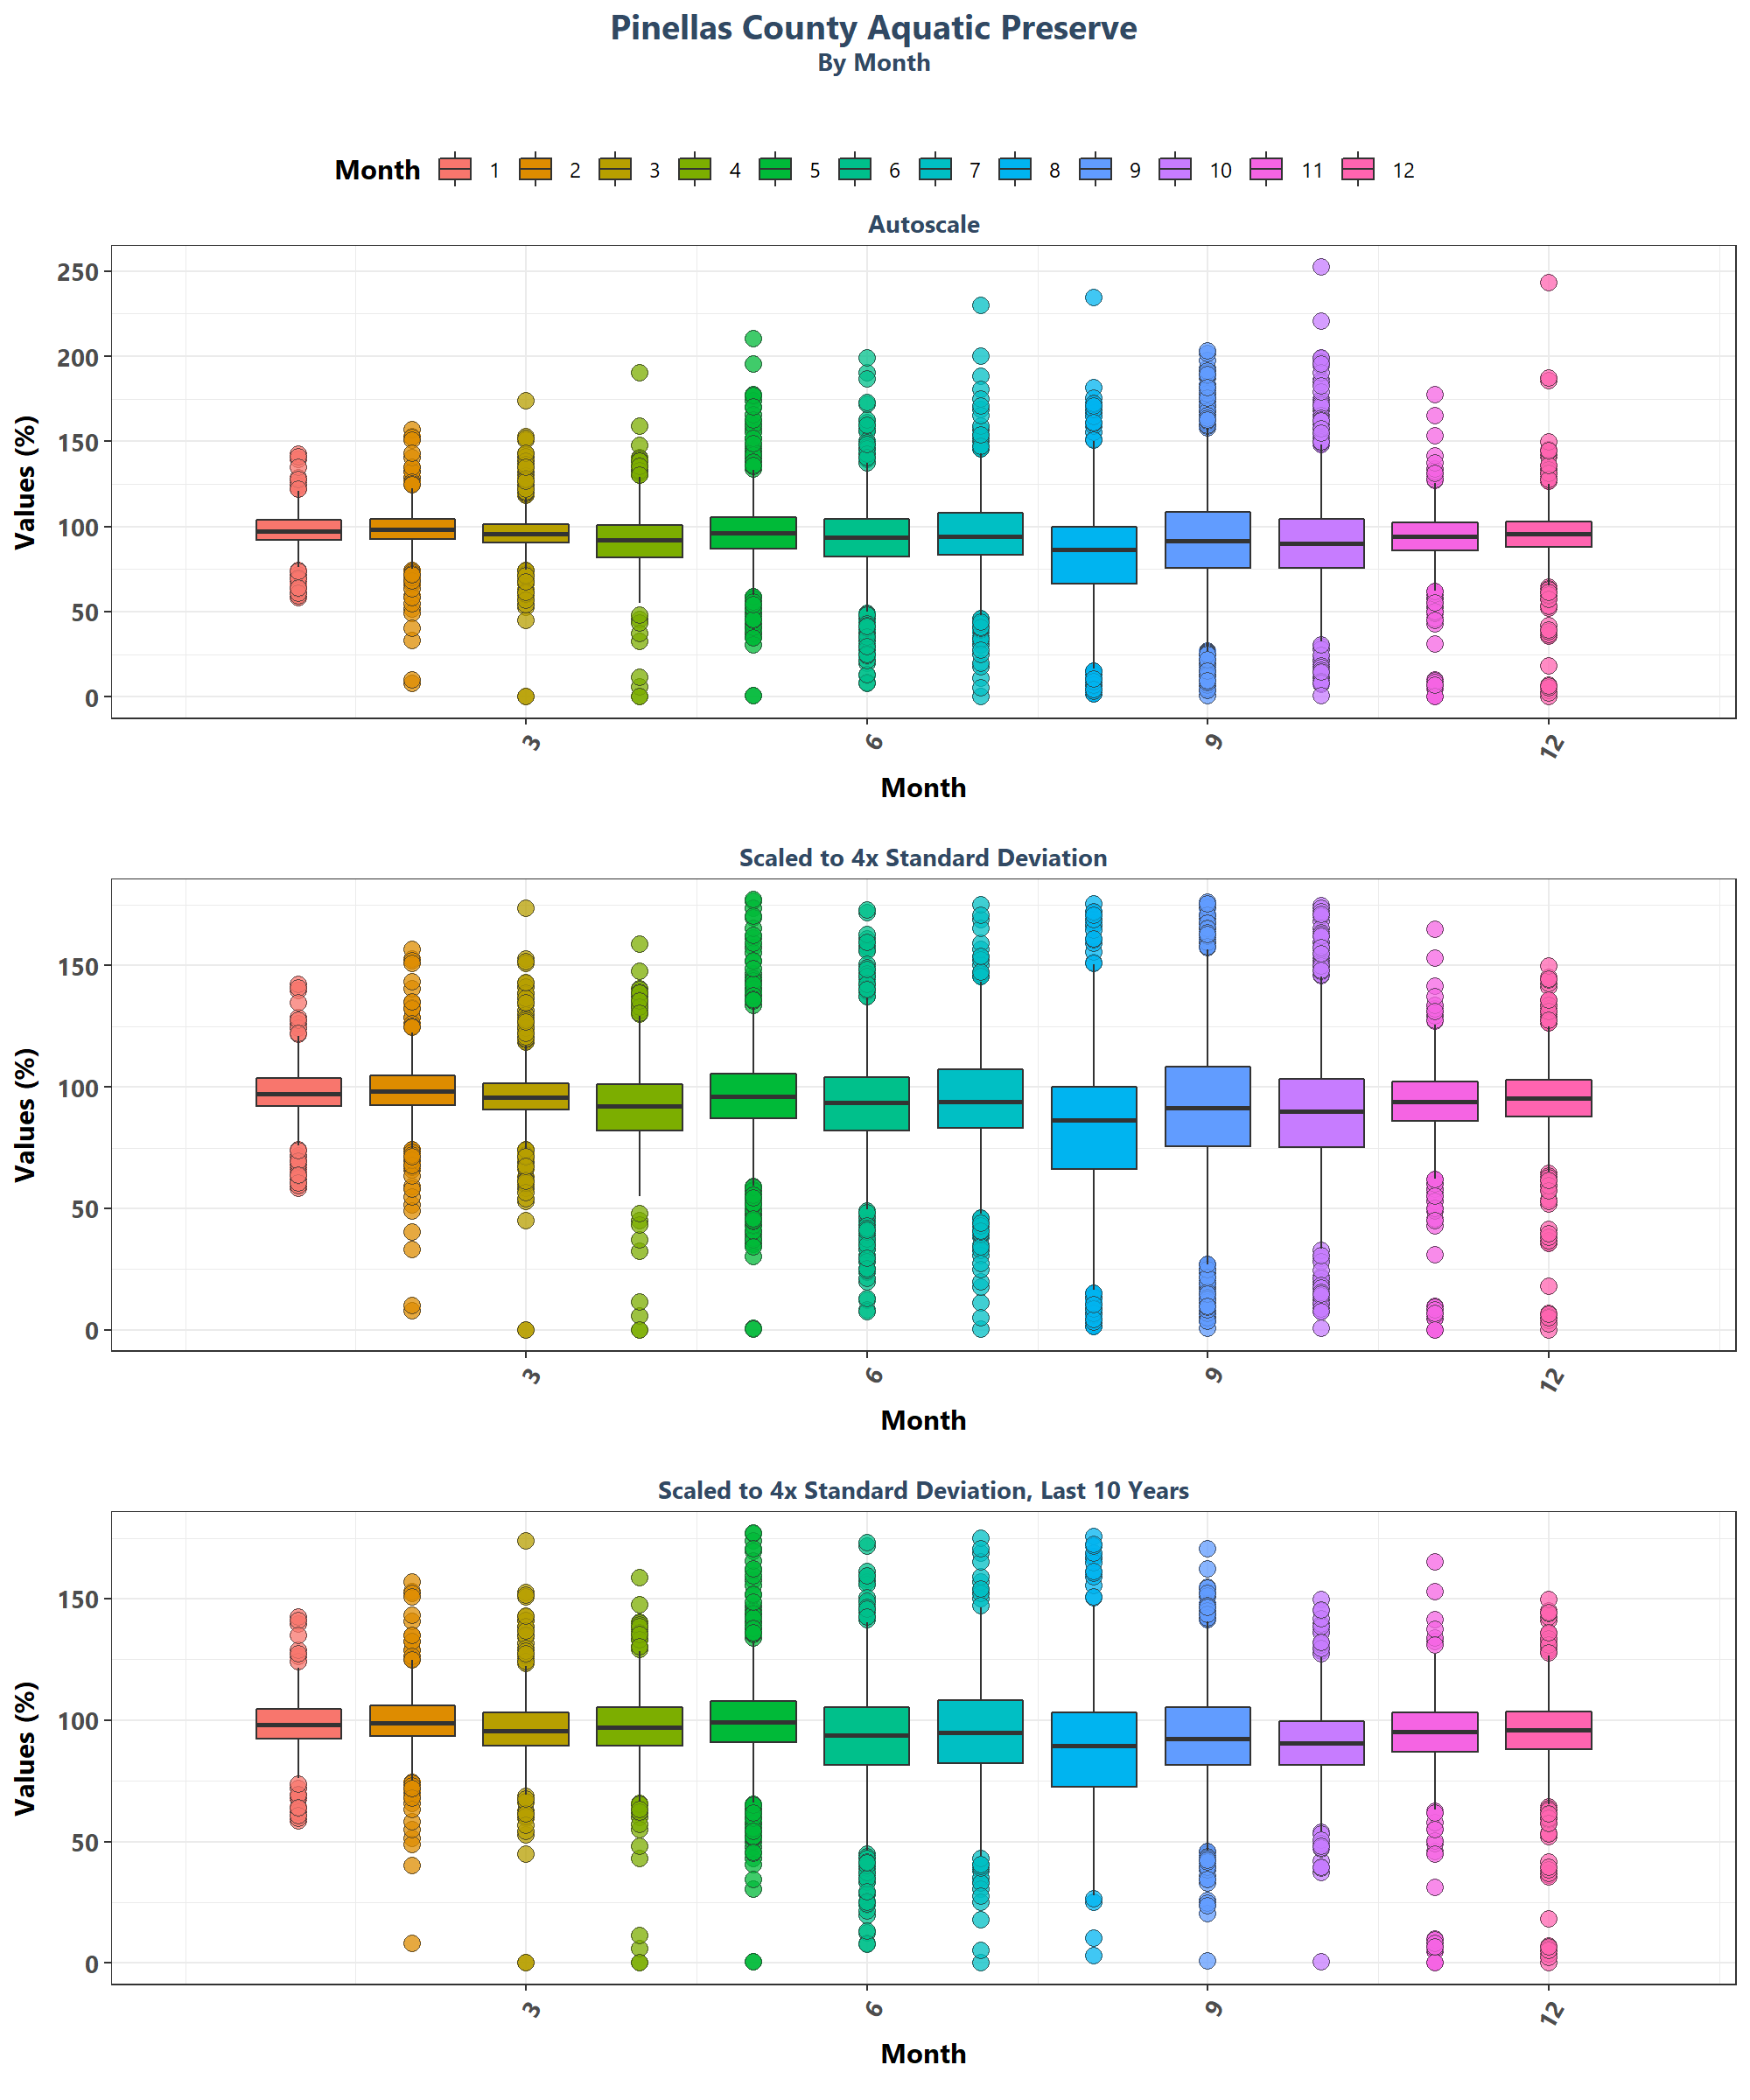 Pinellas County Aquatic Preserve
By Month
Month 1 2 3 4 5 6 7 8 9 10 11 12
Autoscale
Values (%)
250
200
150
100
50
0
3 6 9 12
Month
Scaled to 4x Standard Deviation
Values (%)
150
100
50
0
3 6 9 12
Month
Scaled to 4x Standard Deviation, Last 10 Years
Values (%)
150
100
50
0
3 6 9 12
Month